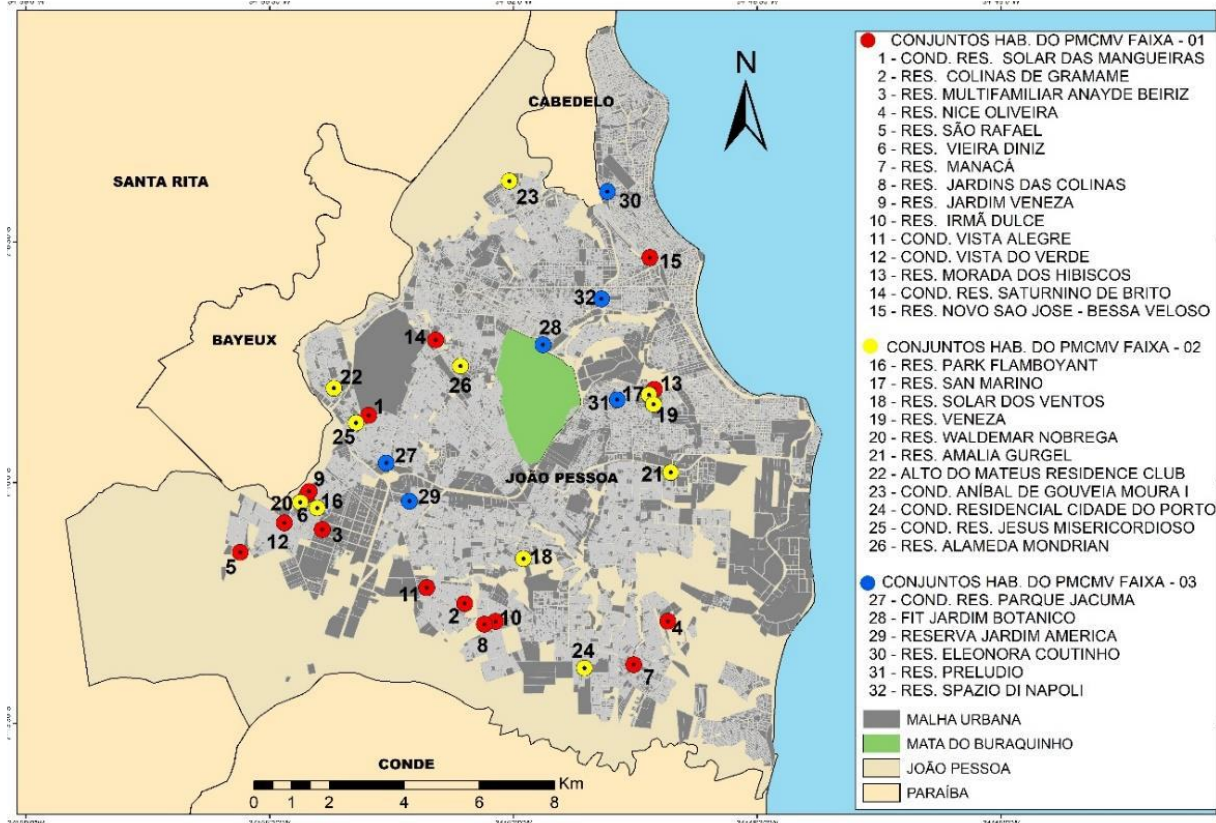 CABEDELO
SANTA RITA
BAYEUX
JOÃO PESSOA
CONDE
N
23
30
15
32
28
14
26
22
1
25
13
17
31
19
27
21
9
29
20
16
6
12
3
5
18
11
2
10
8
4
24
7
Km
0 1 2 4 6 8
CONJUNTOS HAB. DO PMCMV FAIXA - 01
1 - COND. RES. SOLAR DAS MANGUEIRAS
2 - RES. COLINAS DE GRAMAME
3 - RES. MULTIFAMILIAR ANAYDE BEIRIZ
4 - RES. NICE OLIVEIRA
5 - RES. SÃO RAFAEL
6 - RES. VIEIRA DINIZ
7 - RES. MANACÁ
8 - RES. JARDINS DAS COLINAS
9 - RES. JARDIM VENEZA
10 - RES. IRMÃ DULCE
11 - COND. VISTA ALEGRE
12 - COND. VISTA DO VERDE
13 - RES. MORADA DOS HIBISCOS
14 - COND. RES. SATURNINO DE BRITO
15 - RES. NOVO SAO JOSE - BESSA VELOSO
CONJUNTOS HAB. DO PMCMV FAIXA - 02
16 - RES. PARK FLAMBOYANT
17 - RES. SAN MARINO
18 - RES. SOLAR DOS VENTOS
19 - RES. VENEZA
20 - RES. WALDEMAR NOBREGA
21 - RES. AMALIA GURGEL
22 - ALTO DO MATEUS RESIDENCE CLUB
23 - COND. ANÍBAL DE GOUVEIA MOURA I
24 - COND. RESIDENCIAL CIDADE DO PORTO
25 - COND. RES. JESUS MISERICORDIOSO
26 - RES. ALAMEDA MONDRIAN
CONJUNTOS HAB. DO PMCMV FAIXA - 03
27 - COND. RES. PARQUE JACUMA
28 - FIT JARDIM BOTANICO
29 - RESERVA JARDIM AMERICA
30 - RES. ELEONORA COUTINHO
31 - RES. PRELUDIO
32 - RES. SPAZIO DI NAPOLI
MALHA URBANA
MATA DO BURAQUINHO
JOÃO PESSOA
PARAÍBA